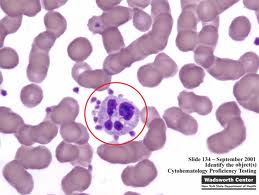 Slide 134 – September 2001
Identify the object(s)
Cytohematology Proficiency Testing
Wadsworth Center
New York State Department of Health